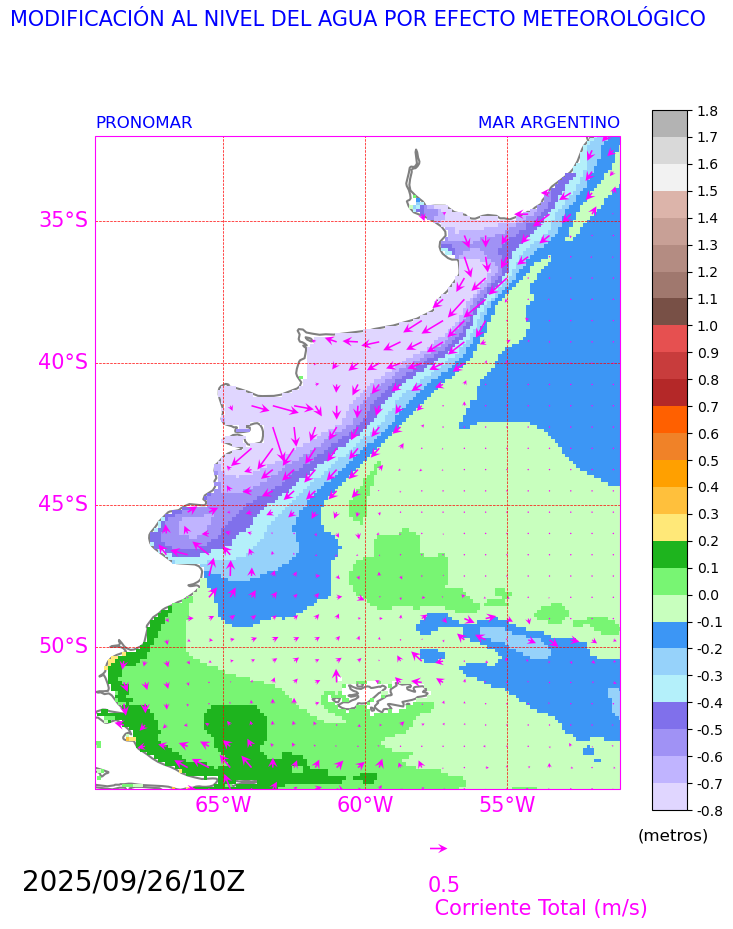 MODIFICACIÓN AL NIVEL DEL AGUA POR EFECTO METEOROLÓGICO
PRONOMAR
MAR ARGENTINO
35°S
40°S
45°S
50°S
65°W
60°W
55°W
1.8
1.7
1.6
1.5
1.4
1.3
1.2
1.1
1.0
0.9
0.8
0.7
0.6
0.5
0.4
0.3
0.2
0.1
0.0
-0.1
-0.2
-0.3
-0.4
-0.5
-0.6
-0.7
-0.8
(metros)
2025/09/26/10Z
0.5
Corriente Total (m/s)